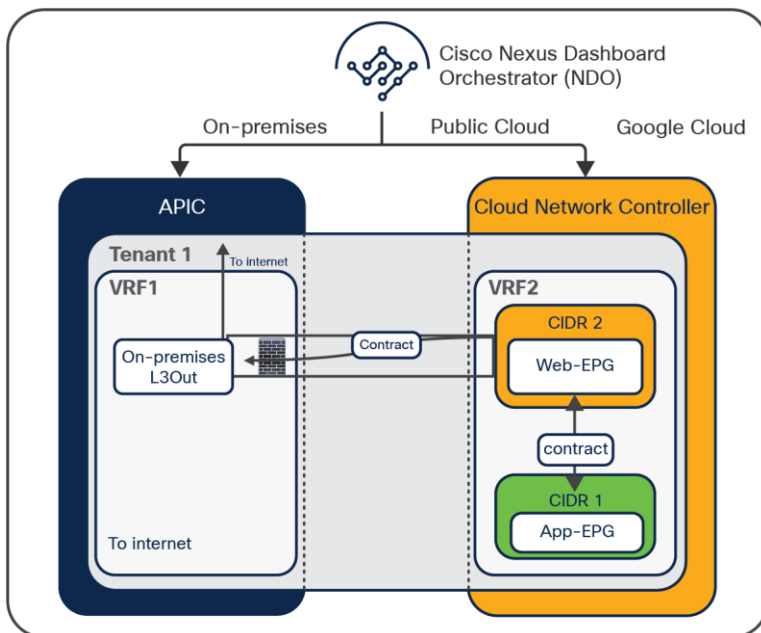 Cisco Nexus Dashboard
Orchestrator (NDO)
On-premises
Public Cloud
Google Cloud
APIC
Cloud Network Controller
Tenant 1
To internet
VRF1
VRF2
CIDR 2
Contract
On-premises
L3Out
Web-EPG
contract
CIDR 1
App-EPG
To internet